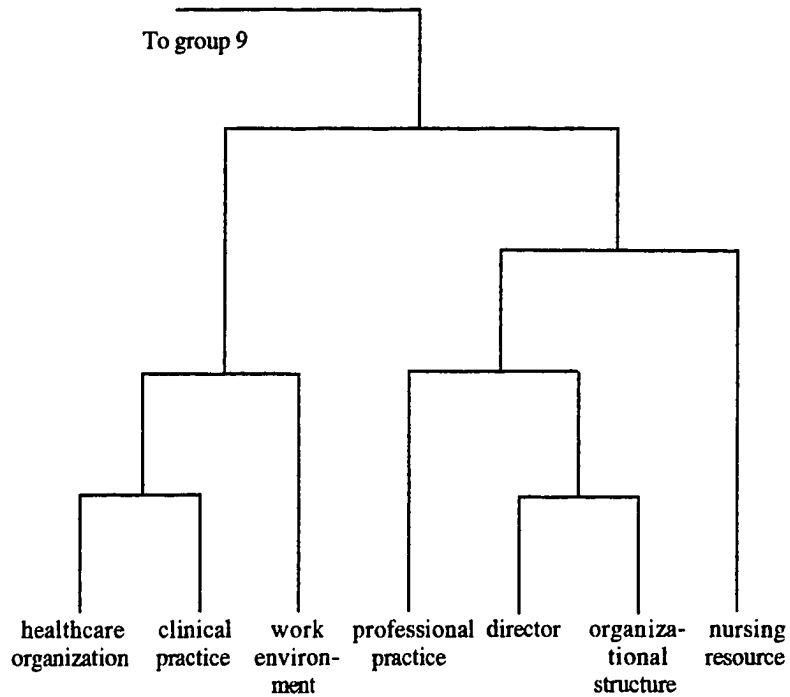 To group 9
healthcare organization
clinical practice
work environ-ment
professional practice
director
organiza-tional structure
nursing resource